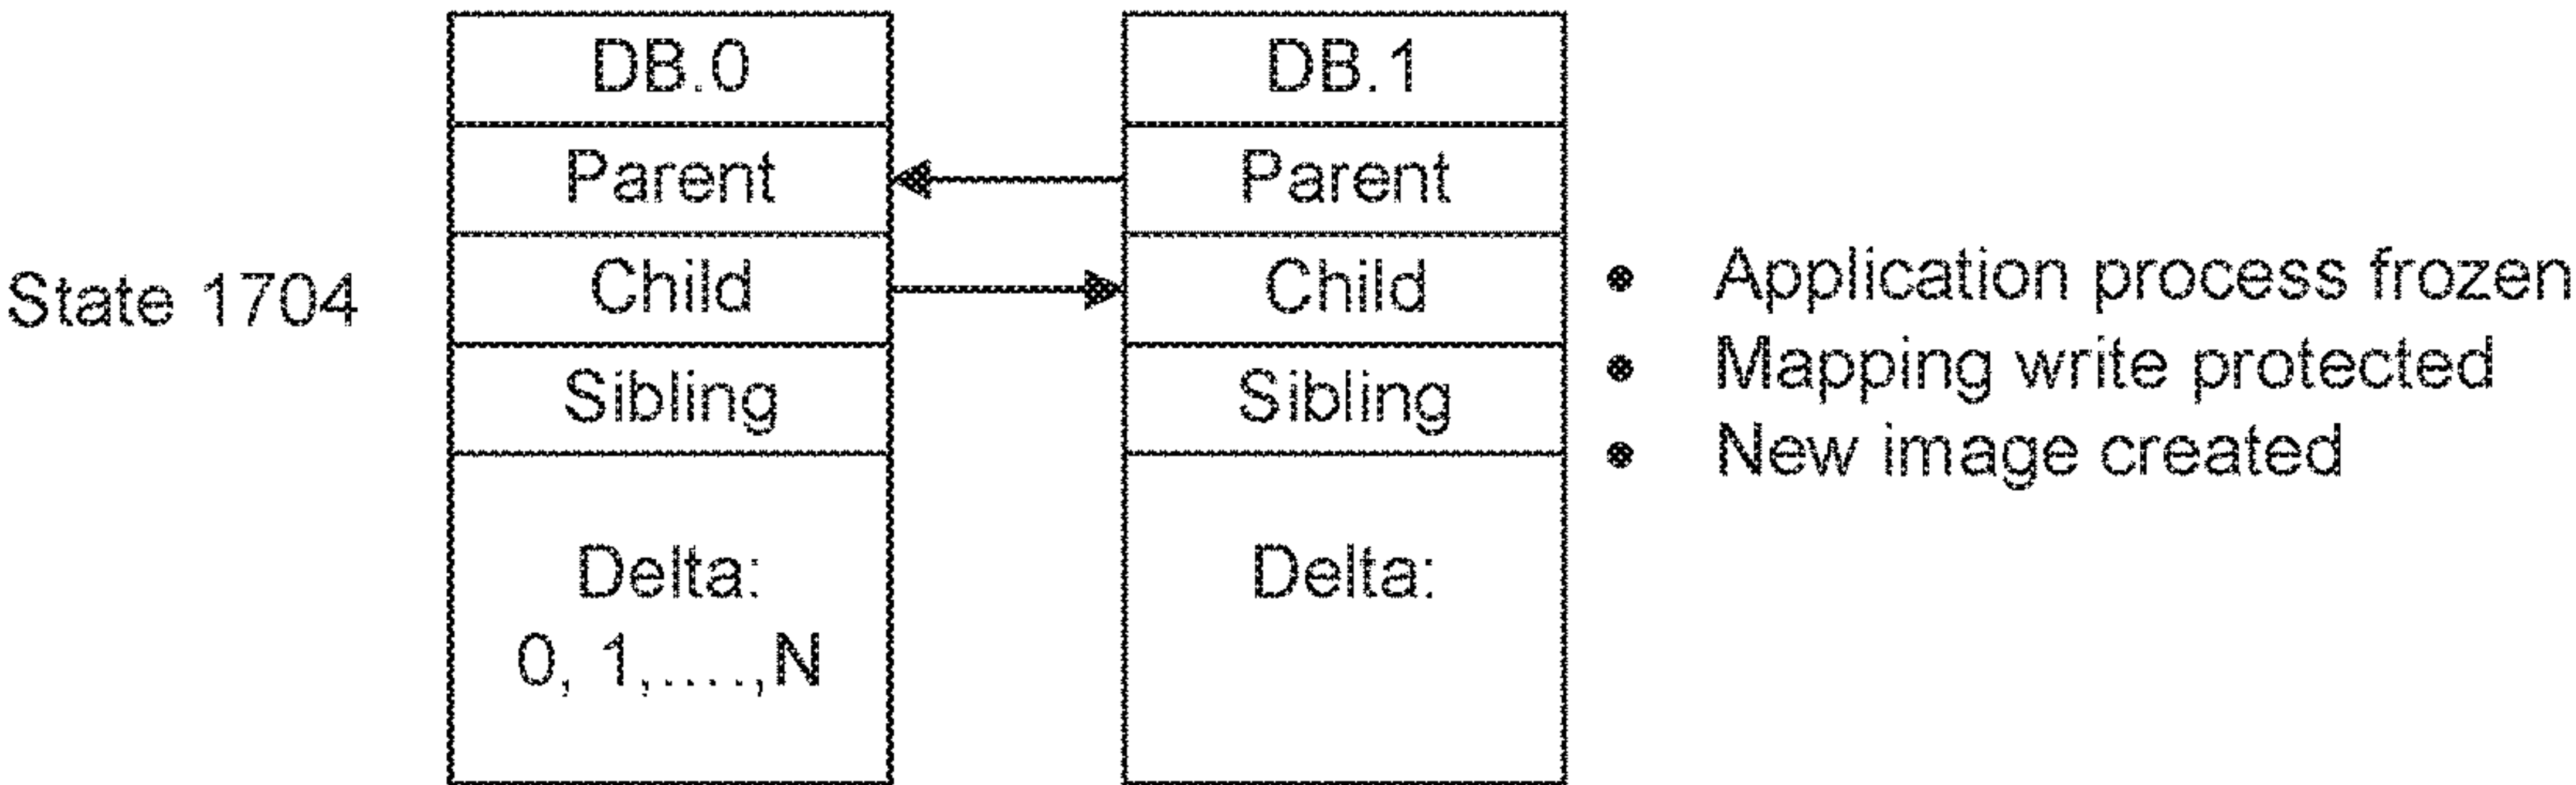 DB.0
Parent
Child
Sibling
Delta:
0, 1,....,N
DB.1
Parent
Child
Sibling
Delta:
State 1704
• Application process frozen
• Mapping write protected
• New image created